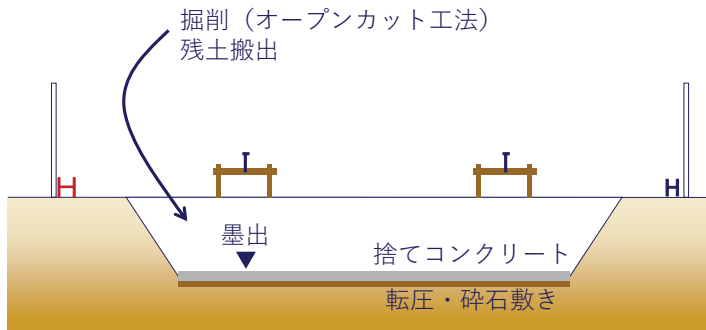 掘削（オープンカット工法）
残土搬出
墨出
捨てコンクリート
転圧・砕石敷き